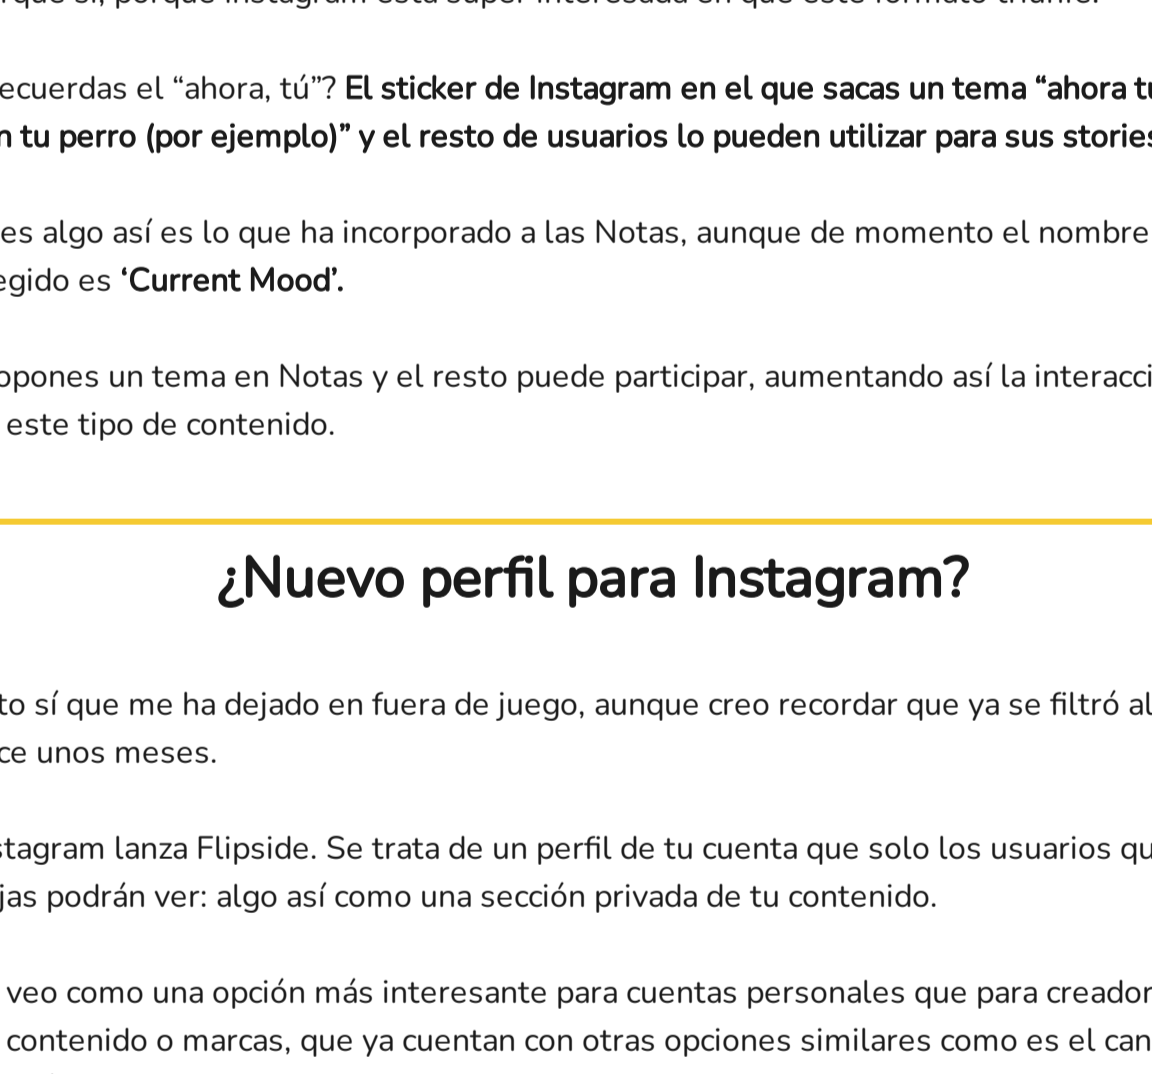 ecuerdas el “ahora, tú”? El sticker de Instagram en el que sacas un tema “ahora tú
n tu perro (por ejemplo)” y el resto de usuarios lo pueden utilizar para sus stories
es algo así es lo que ha incorporado a las Notas, aunque de momento el nombre
egido es ‘Current Mood’.
opones un tema en Notas y el resto puede participar, aumentando así la interacci
este tipo de contenido.
¿Nuevo perfil para Instagram?
to sí que me ha dejado en fuera de juego, aunque creo recordar que ya se filtró al
ce unos meses.
stagram lanza Flipside. Se trata de un perfil de tu cuenta que solo los usuarios qu
jas podrán ver: algo así como una sección privada de tu contenido.
veo como una opción más interesante para cuentas personales que para creador
contenido o marcas, que ya cuentan con otras opciones similares como es el can